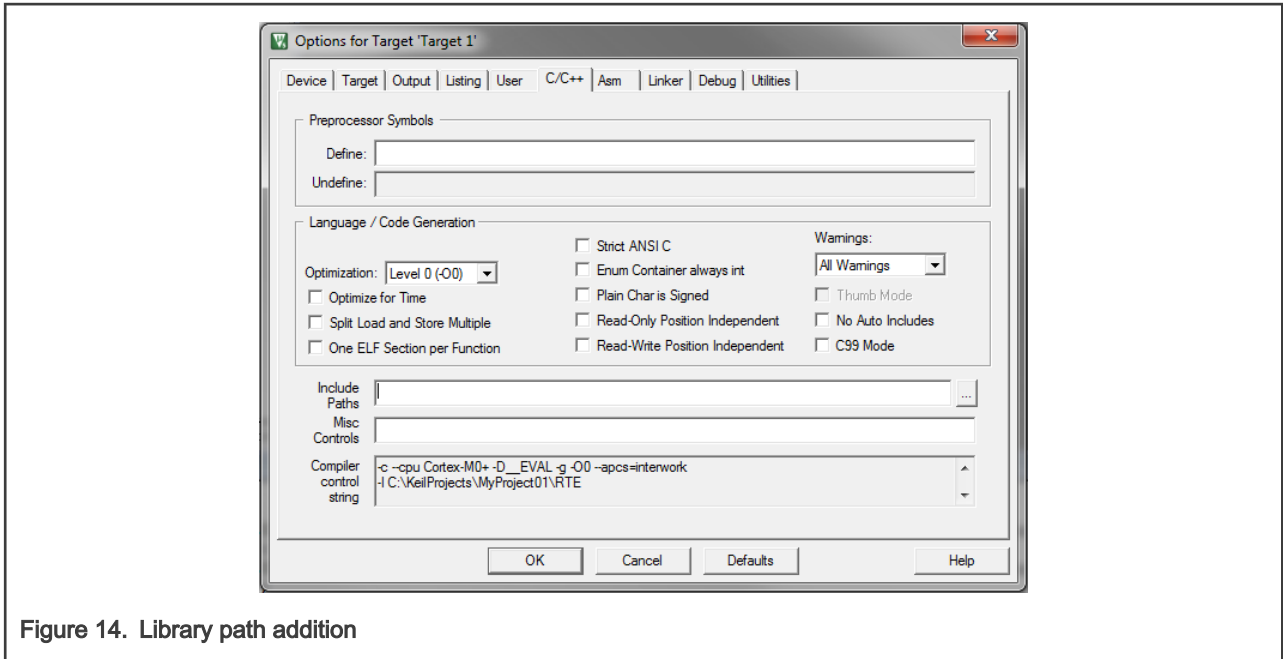 Options for Target 'Target 1'
Device Target Output Listing User C/C++ Asm Linker Debug Utilities
Preprocessor Symbols
Define:
Undefine:
Language / Code Generation
Optimization: Level 0 (-O0)
Optimize for Time
Split Load and Store Multiple
One ELF Section per Function
Strict ANSI C
Enum Container always int
Plain Char is Signed
Read-Only Position Independent
Read-Write Position Independent
Warnings:
All Warnings
Thumb Mode
No Auto Includes
C99 Mode
Include
Paths
...
Misc
Controls
Compiler
control
string
-c --cpu Cortex-M0+ -D__EVAL -g -O0 --apcs=interwork
-I C:\KeilProjects\MyProject01\RTE
OK Cancel Defaults Help
Figure 14. Library path addition